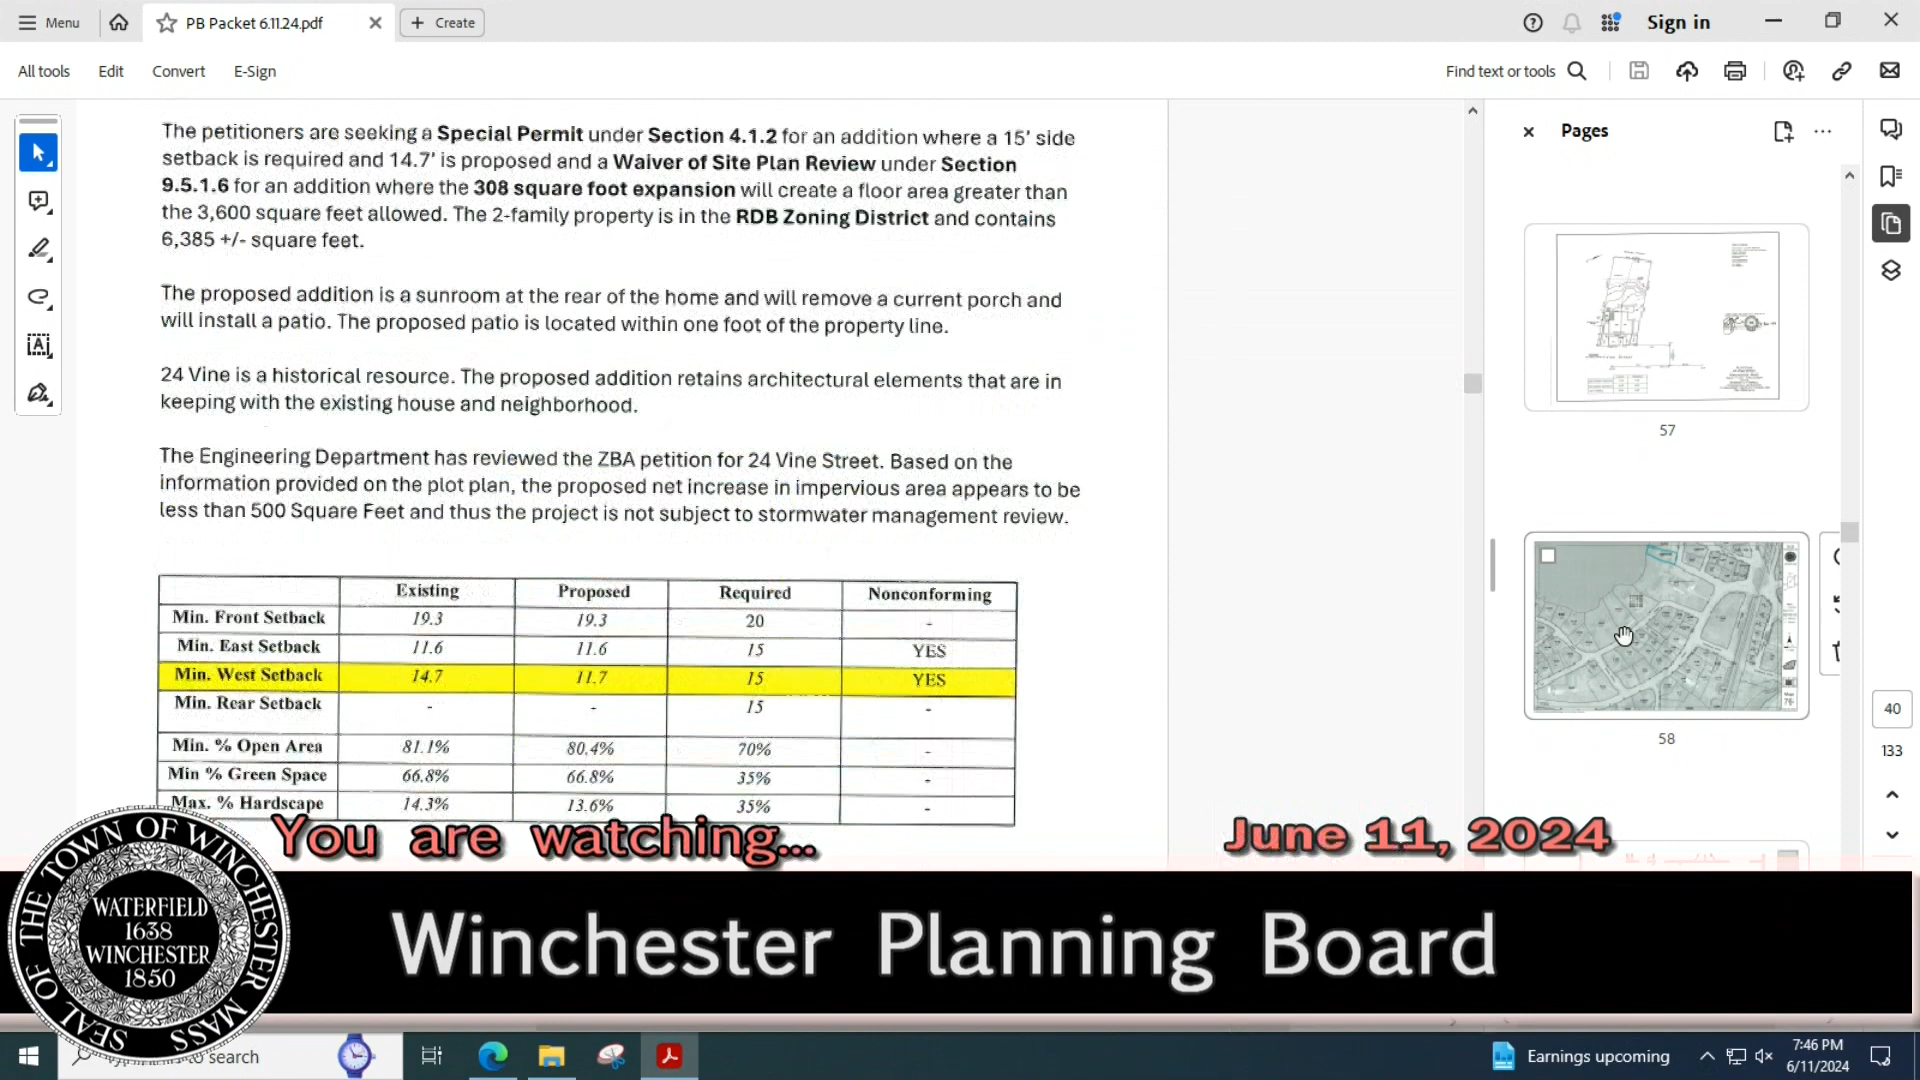 Menu
PB Packet 6.11.24.pdf
Create
Sign in
All tools
Edit
Convert
E-Sign
Find text or tools
The petitioners are seeking a Special Permit under Section 4.1.2 for an addition where a 15' side
setback is required and 14.7' is proposed and a Waiver of Site Plan Review under Section
9.5.1.6 for an addition where the 308 square foot expansion will create a floor area greater than
the 3,600 square feet allowed. The 2-family property is in the RDB Zoning District and contains
6,385 +/- square feet.
The proposed addition is a sunroom at the rear of the home and will remove a current porch and
will install a patio. The proposed patio is located within one foot of the property line.
24 Vine is a historical resource. The proposed addition retains architectural elements that are in
keeping with the existing house and neighborhood.
The Engineering Department has reviewed the ZBA petition for 24 Vine Street. Based on the
information provided on the plot plan, the proposed net increase in impervious area appears to be
less than 500 Square Feet and thus the project is not subject to stormwater management review.
Existing Proposed Required Nonconforming
Min. Front Setback 19.3 19.3 20 -
Min. East Setback 11.6 11.6 15 YES
Min. West Setback 14.7 11.7 15 YES
Min. Rear Setback - - 15 -
Min. % Open Area 81.1% 80.4% 70% -
Min % Green Space 66.8% 66.8% 35% -
Max. % Hardscape 14.3% 13.6% 35% -
Pages
57
58
40
133
You are watching...
June 11, 2024
Winchester Planning Board
THE TOWN OF WINCHESTER MASS
SEAL OF
WATERFIELD
1638
WINCHESTER
1850
search
Earnings upcoming
7:46 PM
6/11/2024